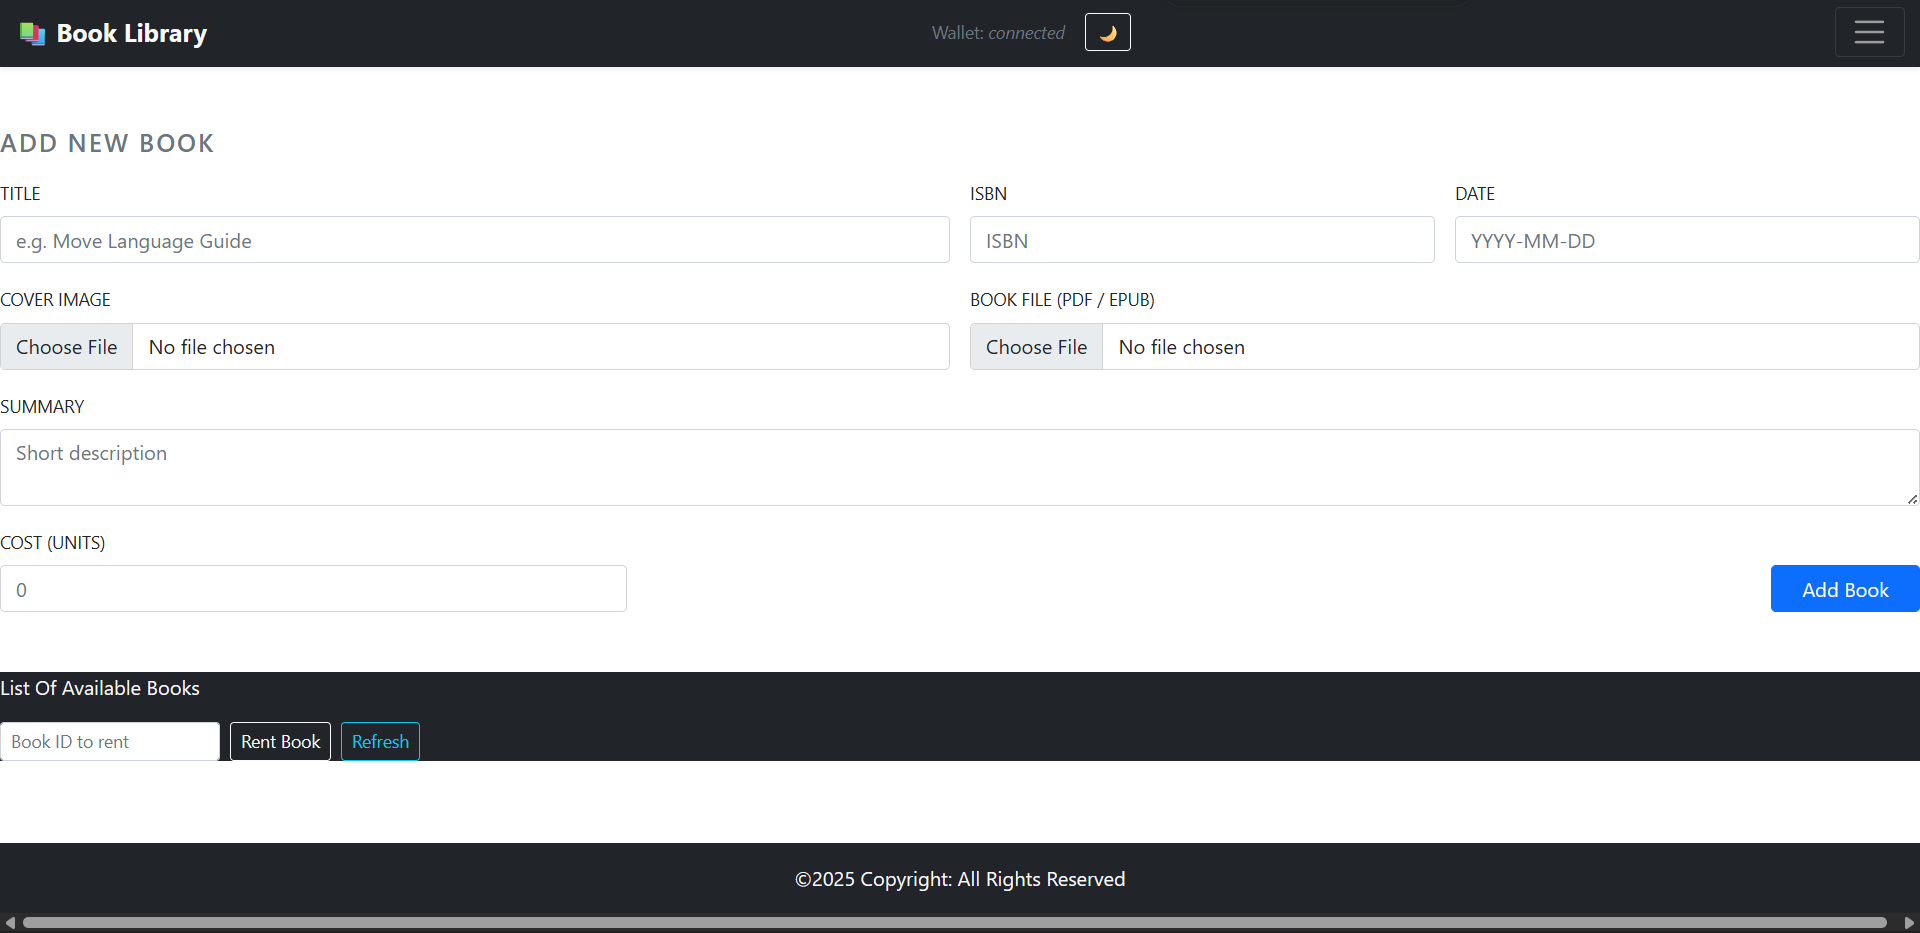 Book Library
Wallet: connected
ADD NEW BOOK
TITLE ISBN DATE
e.g. Move Language Guide ISBN YYYY-MM-DD
COVER IMAGE BOOK FILE (PDF / EPUB)
Choose File No file chosen Choose File No file chosen
SUMMARY
Short description
COST (UNITS)
0 Add Book
List Of Available Books
Book ID to rent Rent Book Refresh
©2025 Copyright: All Rights Reserved